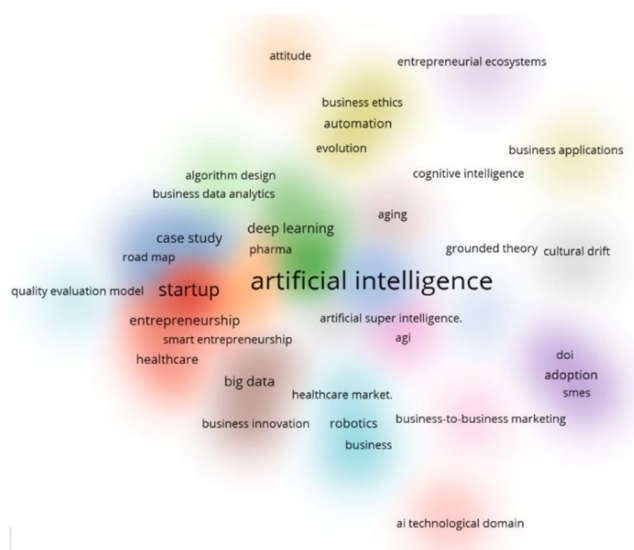 attitude
entrepreneurial ecosystems
business ethics
automation
evolution
business applications
cognitive intelligence
algorithm design
business data analytics
aging
deep learning
case study
pharma
grounded theory
cultural drift
road map
artificial intelligence
quality evaluation model
startup
entrepreneurship
artificial super intelligence.
smart entrepreneurship
agi
healthcare
doi
adoption
big data
smes
healthcare market.
business innovation
robotics
business-to-business marketing
business
ai technological domain